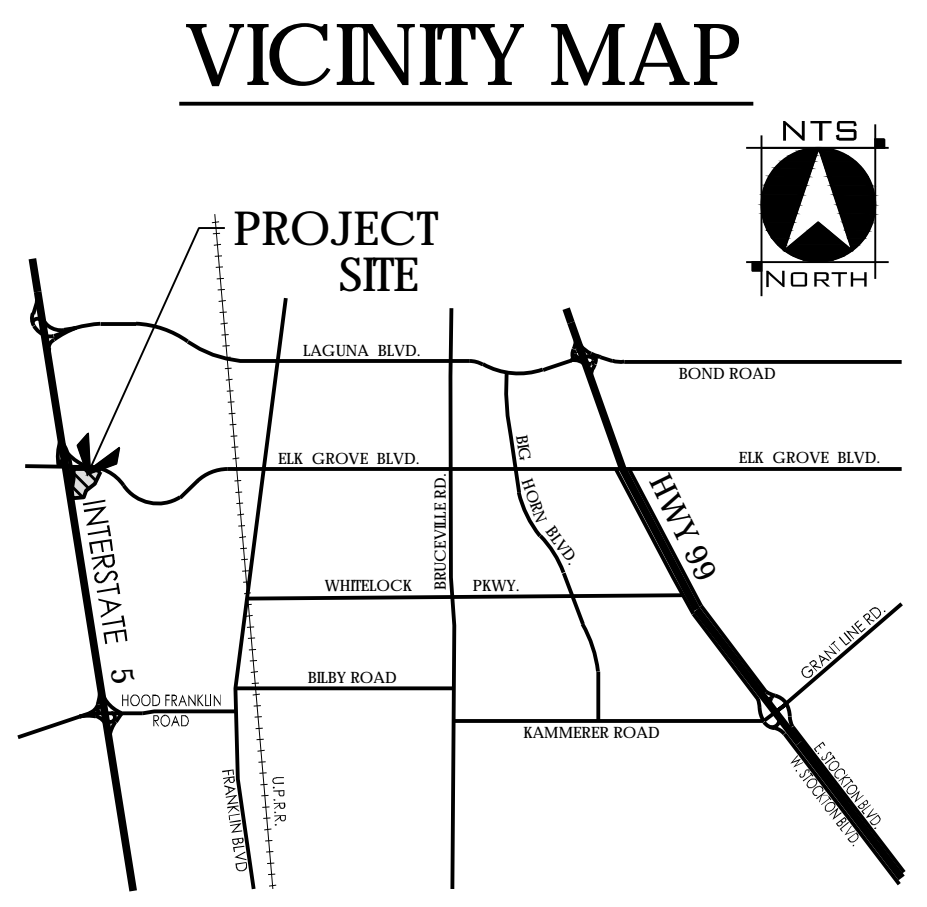 VICINITY MAP
NTS
NORTH
PROJECT
SITE
LAGUNA BLVD.
BOND ROAD
BIG HORN BLVD.
ELK GROVE BLVD.
ELK GROVE BLVD.
BRUCEVILLE RD.
HWY 99
INTERSTATE 5
WHITELOCK PKWY.
GRANT LINE RD.
BILBY ROAD
HOOD FRANKLIN
ROAD
KAMMERER ROAD
FRANKLIN BLVD
U.P.R.R.
E. STOCKTON BLVD.
W. STOCKTON BLVD.